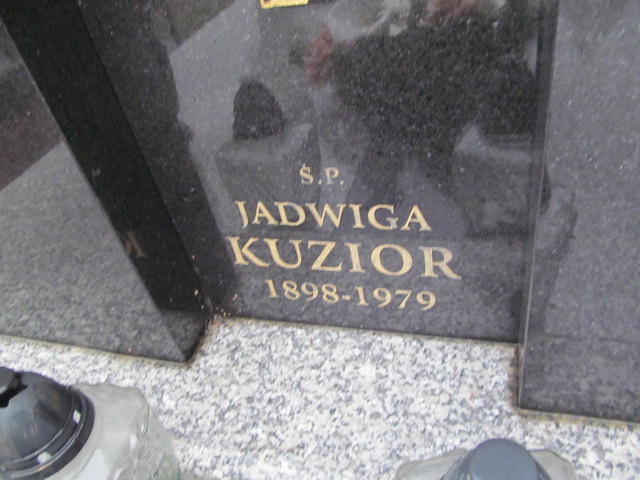 Ś.P.
JADWIGA
KUZIOR
1898-1979